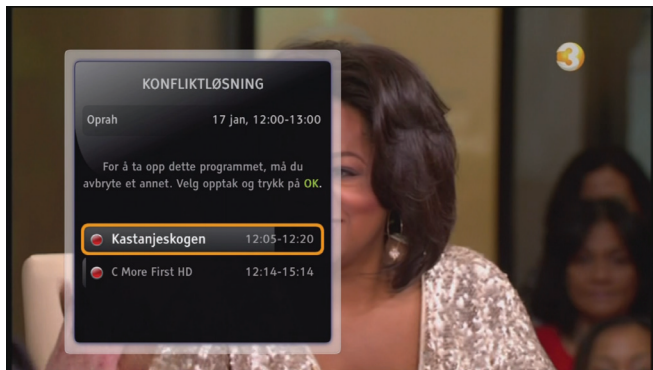 3
KONFLIKTLØSNING
Oprah 17 jan, 12:00-13:00
For å ta opp dette programmet, må du
avbryte et annet. Velg opptak og trykk på OK.
Kastanjeskogen 12:05-12:20
C More First HD 12:14-15:14